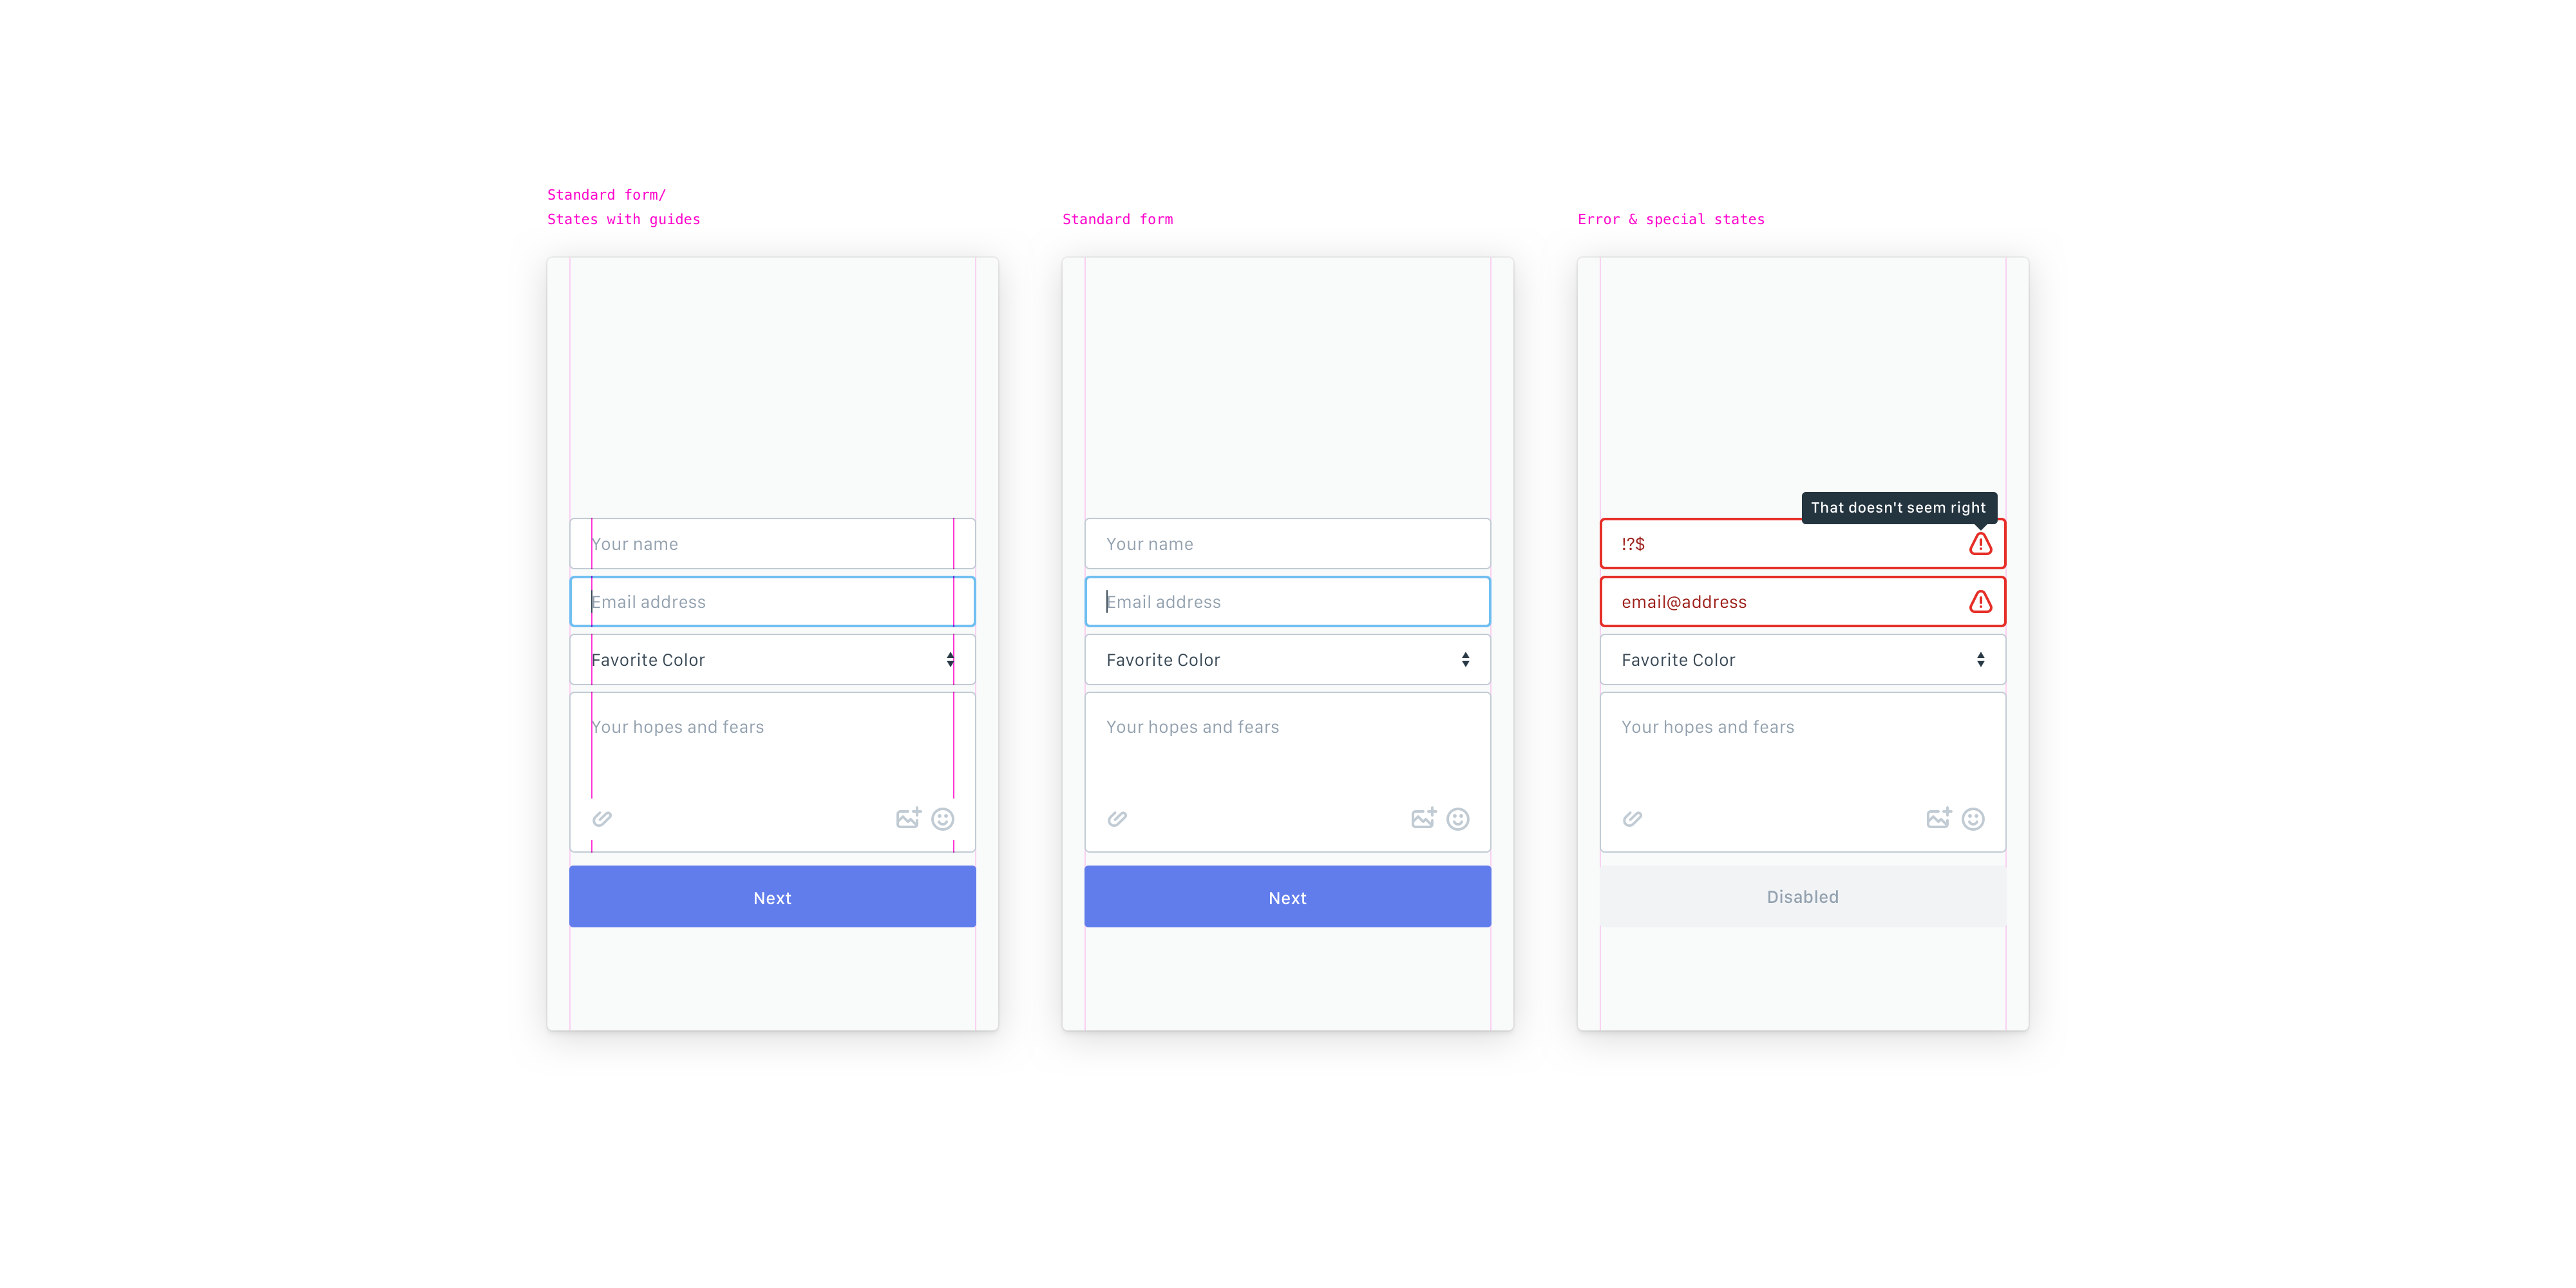 Standard form/
States with guides
Your name
Email address
Favorite Color
Your hopes and fears
Next
Standard form
Your name
Email address
Favorite Color
Your hopes and fears
Next
Error & special states
That doesn't seem right
!?$
email@address
Favorite Color
Your hopes and fears
Disabled